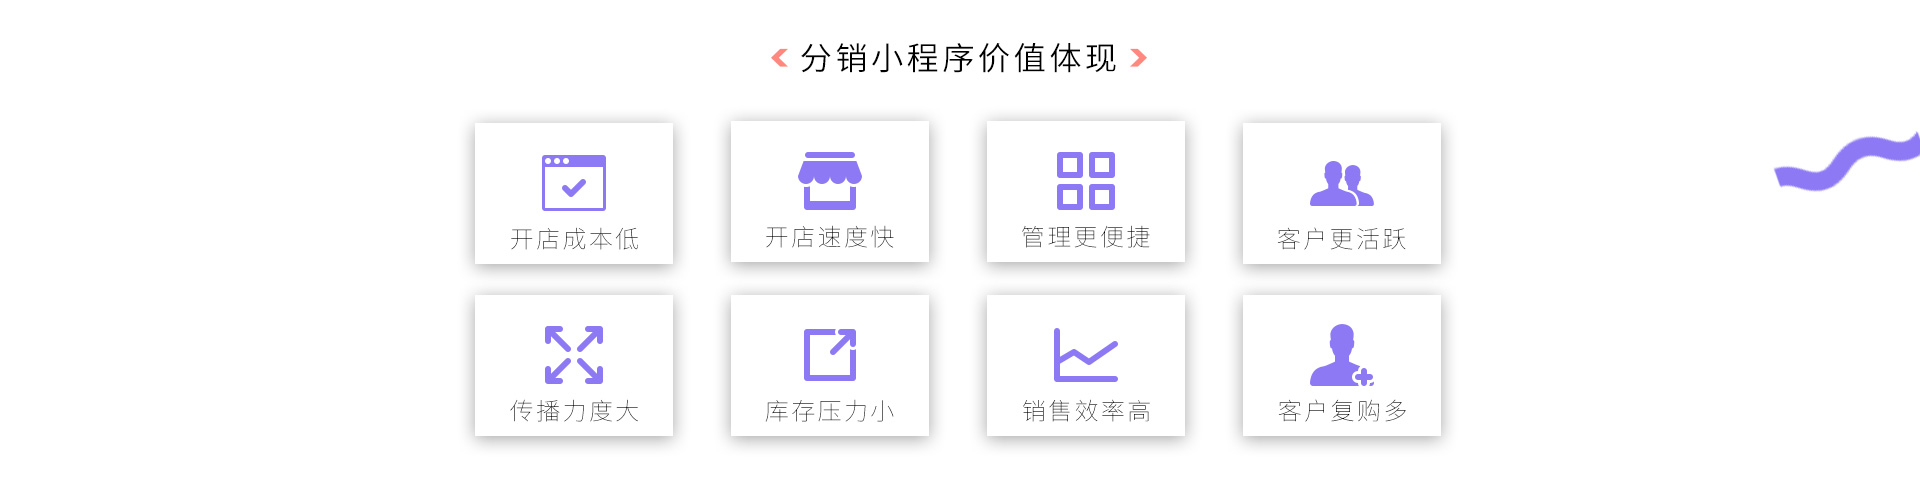 分销小程序价值体现
开店成本低
开店速度快
管理更便捷
客户更活跃
传播力度大
库存压力小
销售效率高
客户复购多